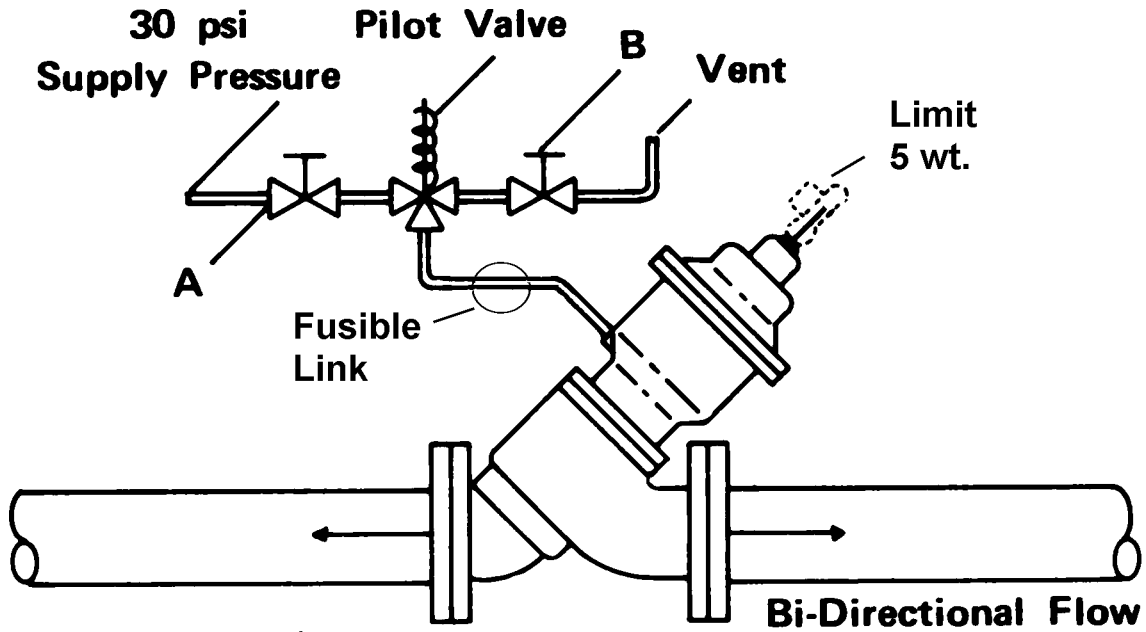 30 psi
Supply Pressure
Pilot Valve
B
Vent
Limit
5 wt.
A
Fusible
Link
Bi-Directional Flow